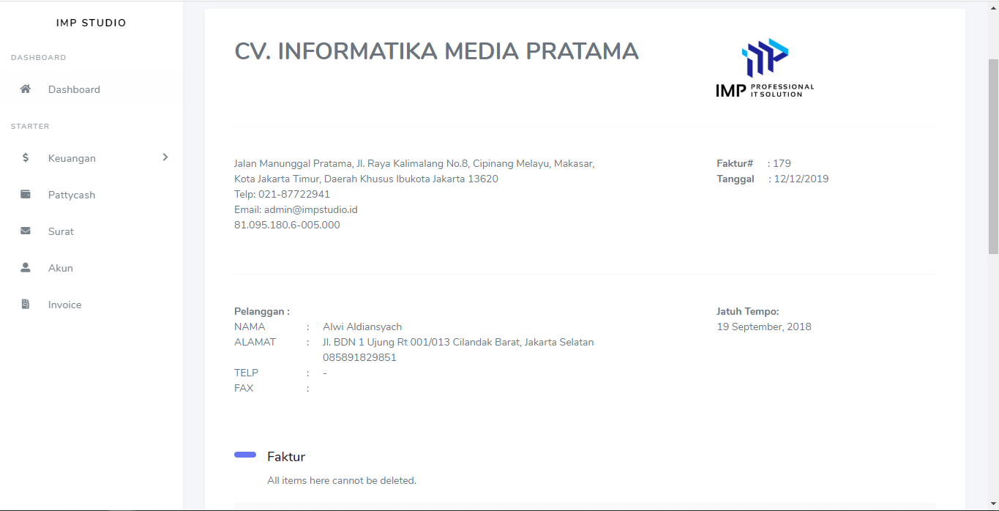 IMP STUDIO
DASHBOARD
Dashboard
STARTER
Keuangan
Pattycash
Surat
Akun
Invoice
CV. INFORMATIKA MEDIA PRATAMA
IMP PROFESSIONAL
IT SOLUTION
Jalan Manunggal Pratama, Jl. Raya Kalimalang No.8, Cipinang Melayu, Makasar,
Kota Jakarta Timur, Daerah Khusus Ibukota Jakarta 13620
Telp: 021-87722941
Email: admin@impstudio.id
81.095.180.6-005.000
Faktur# : 179
Tanggal : 12/12/2019
Pelanggan :
NAMA : Alwi Aldiansyach
ALAMAT : Jl. BDN 1 Ujung Rt 001/013 Cilandak Barat, Jakarta Selatan
085891829851
TELP : -
FAX :
Jatuh Tempo:
19 September, 2018
Faktur
All items here cannot be deleted.